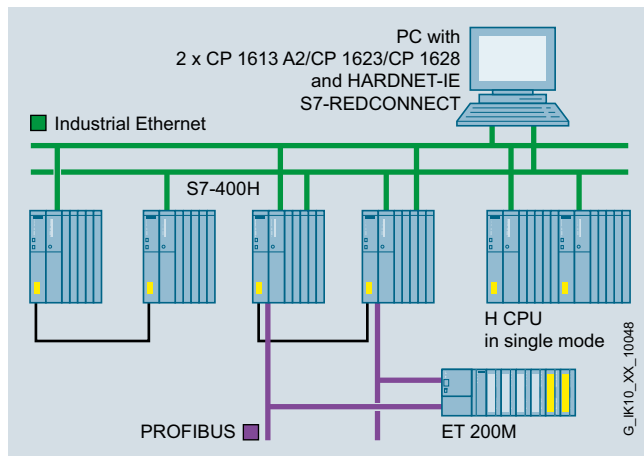 PC with
2 x CP 1613 A2/CP 1623/CP 1628
and HARDNET-IE
S7-REDCONNECT
Industrial Ethernet
S7-400H
H CPU
in single mode
PROFIBUS
ET 200M
G_IK10_XX_10048